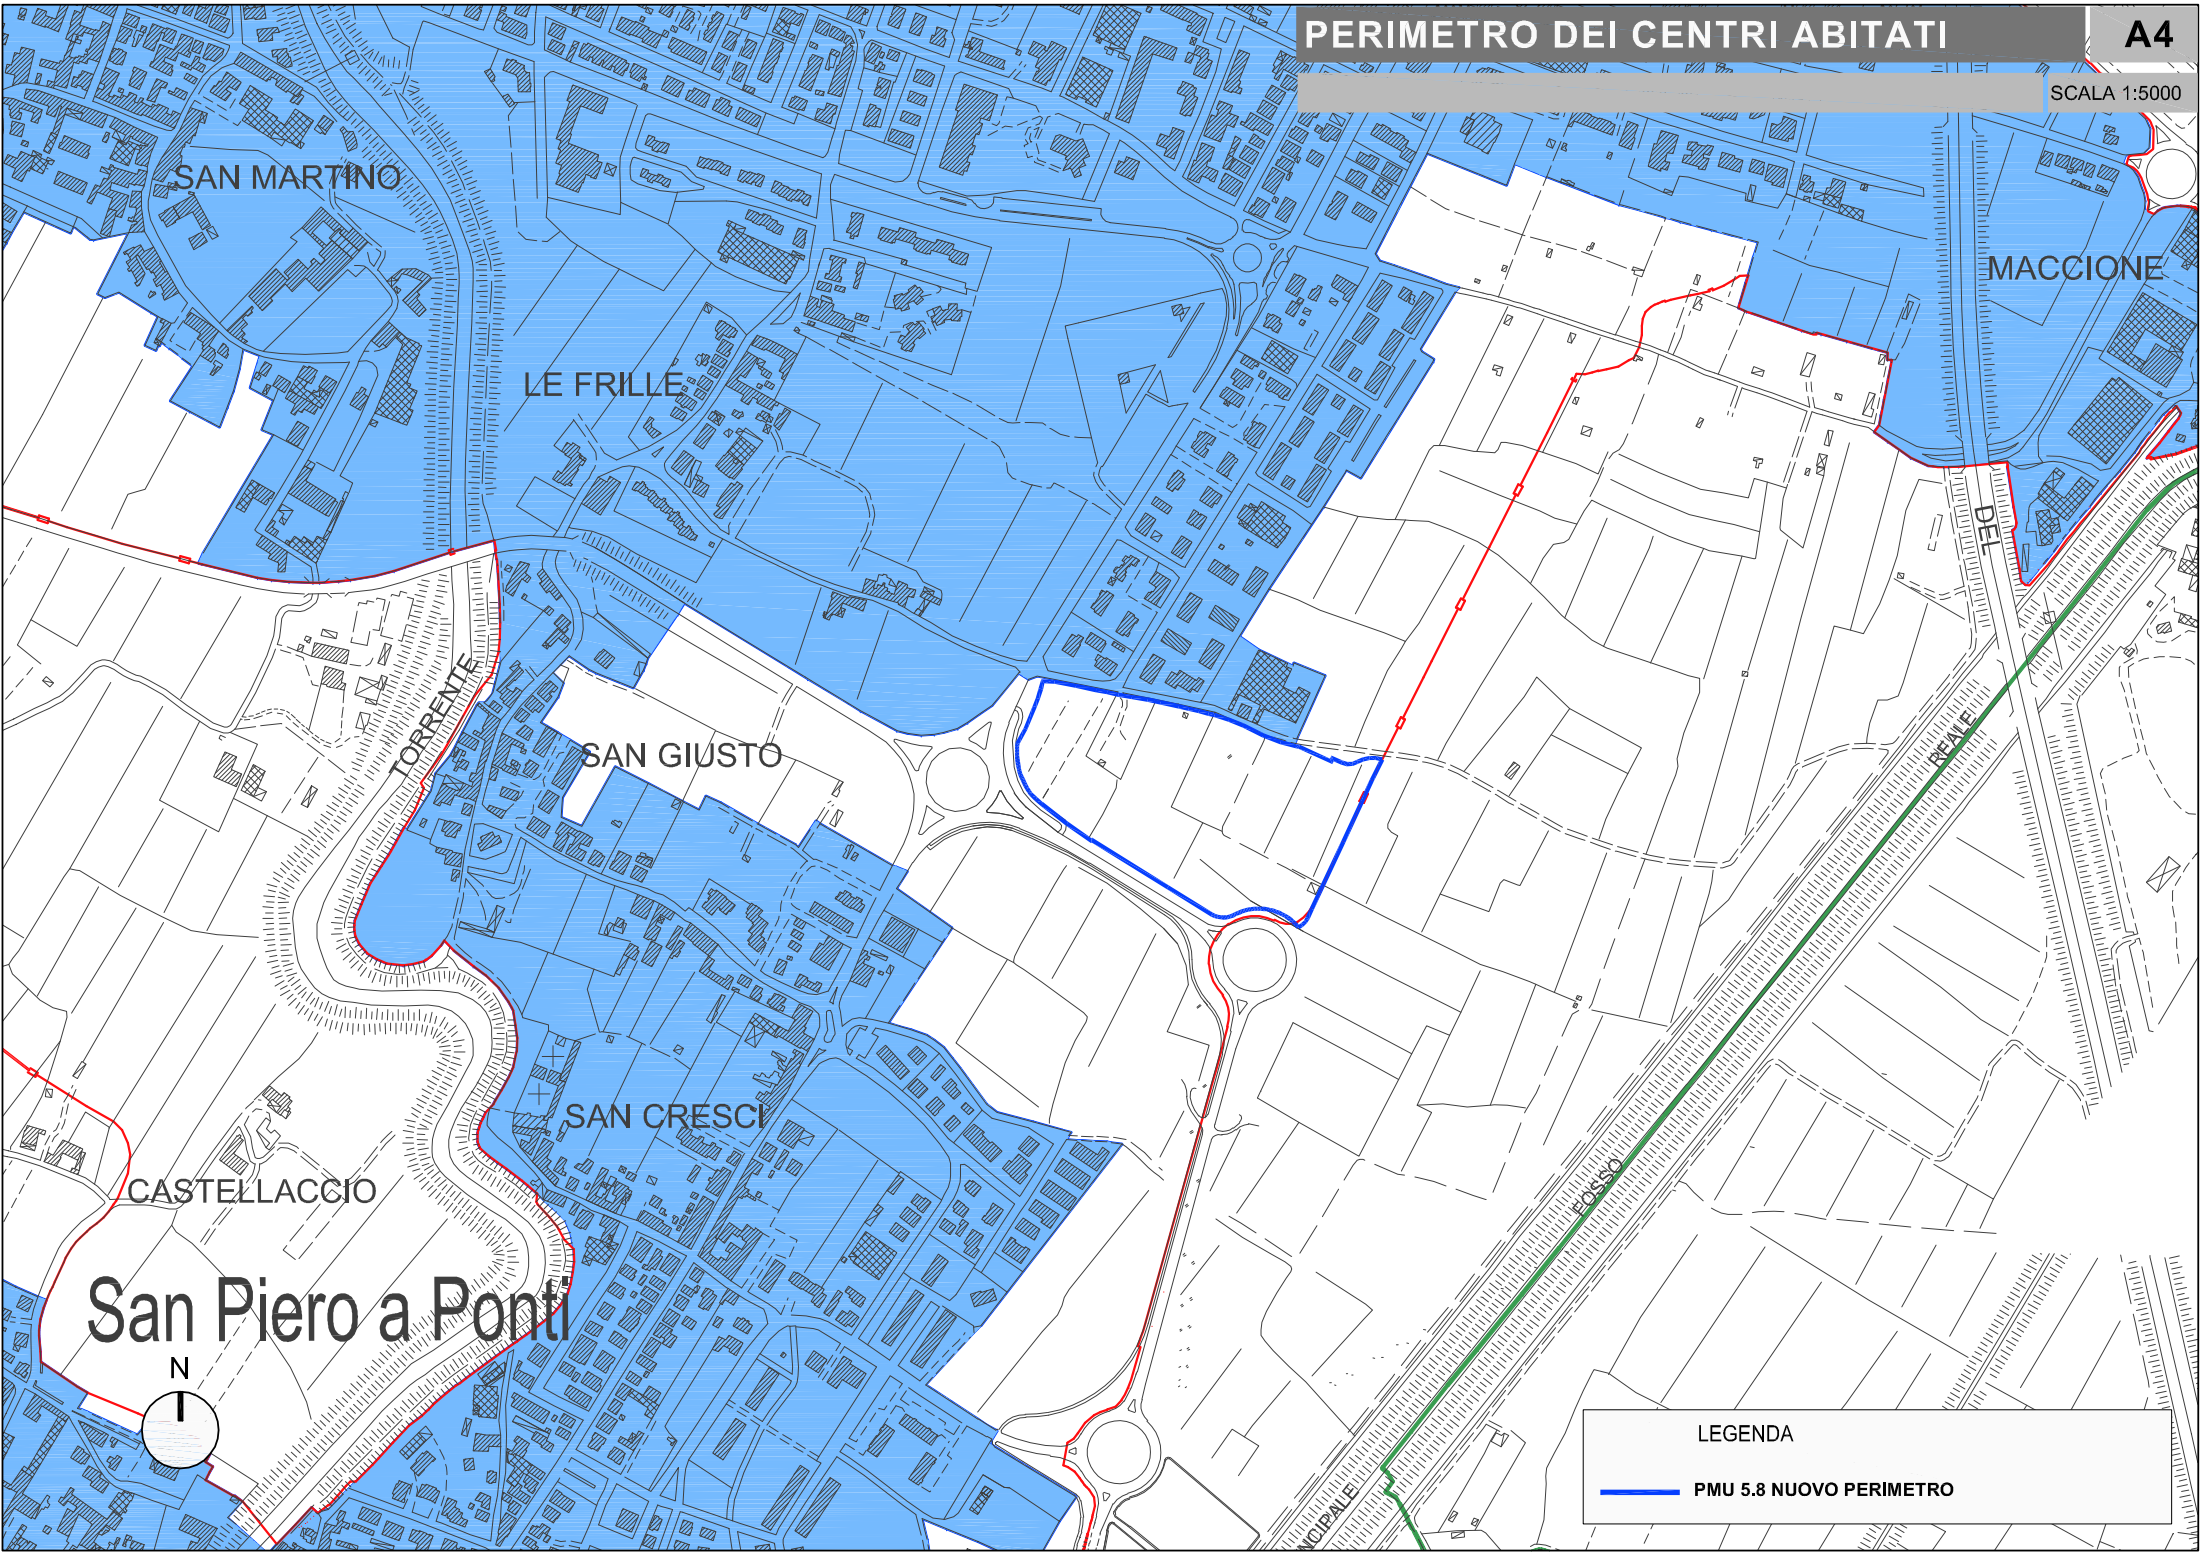 PERIMETRO DEI CENTRI ABITATI
A4
SCALA 1:5000
SAN MARTINO
MACCIONE
LE FRILLE
DEL
TORRENTE
SAN GIUSTO
REALE
SAN CRESCI
FOSSO
CASTELLACCIO
San Piero a Ponti
N
LEGENDA
PMU 5.8 NUOVO PERIMETRO
NCIPALE